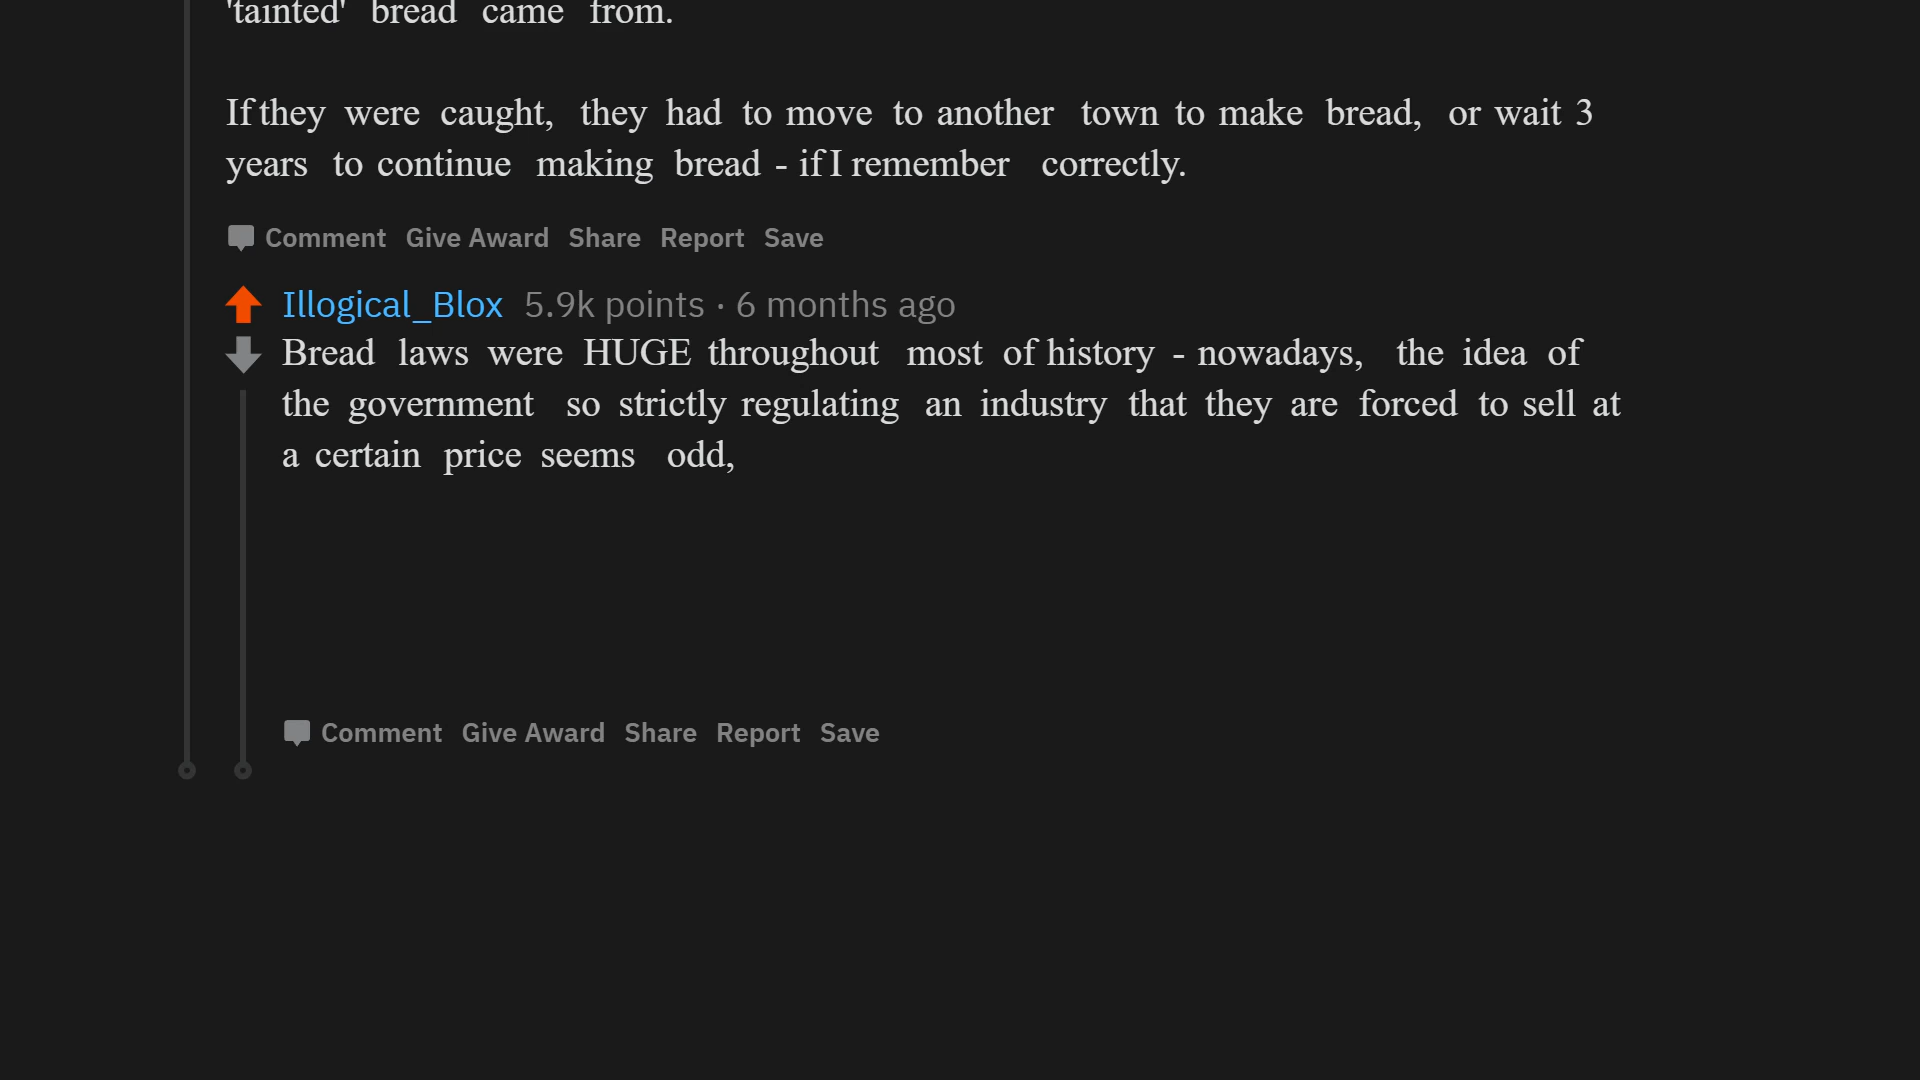 'tainted' bread came from.
If they were caught, they had to move to another town to make bread, or wait 3
years to continue making bread - if I remember correctly.
Comment Give Award Share Report Save
Illogical_Blox 5.9k points · 6 months ago
Bread laws were HUGE throughout most of history - nowadays, the idea of
the government so strictly regulating an industry that they are forced to sell at
a certain price seems odd,
Comment Give Award Share Report Save